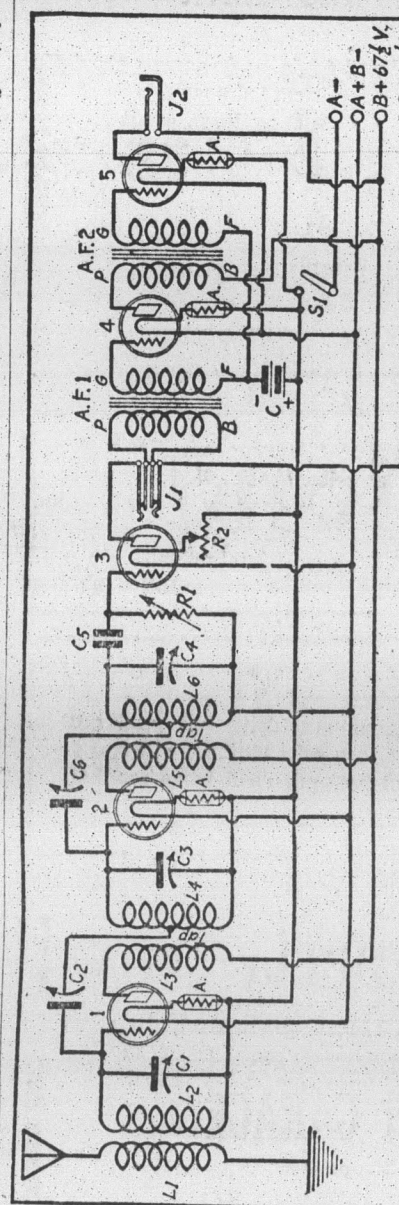 L1
L2
C1
1
C2
L3
A.
tap
L4
C3
2
C6
L5
A.
tap
L6
C4
C5
R1
3
R2
J1
A.F.1
P G
B F
- C +
4
A.
A.F.2
P G
B F
5
A.
J2
S1
A-
A+B-
B+67½V.